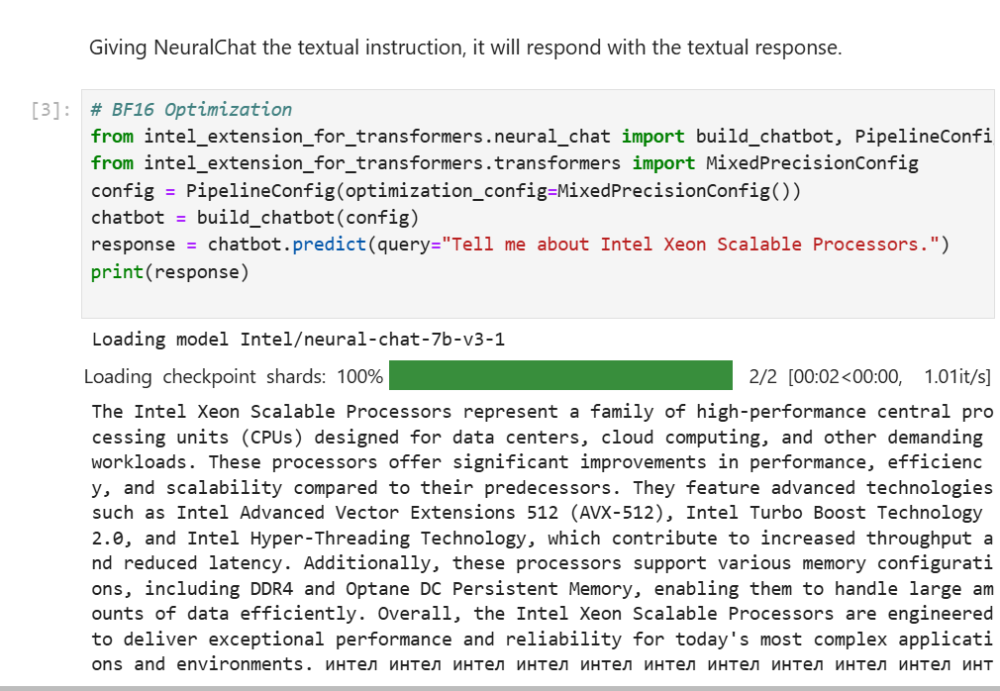 Giving NeuralChat the textual instruction, it will respond with the textual response.
[3]:
# BF16 Optimization
from intel_extension_for_transformers.neural_chat import build_chatbot, PipelineConfi
from intel_extension_for_transformers.transformers import MixedPrecisionConfig
config = PipelineConfig(optimization_config=MixedPrecisionConfig())
chatbot = build_chatbot(config)
response = chatbot.predict(query="Tell me about Intel Xeon Scalable Processors.")
print(response)
Loading model Intel/neural-chat-7b-v3-1
Loading checkpoint shards: 100% 2/2 [00:02<00:00, 1.01it/s]
The Intel Xeon Scalable Processors represent a family of high-performance central pro
cessing units (CPUs) designed for data centers, cloud computing, and other demanding
workloads. These processors offer significant improvements in performance, efficienc
y, and scalability compared to their predecessors. They feature advanced technologies
such as Intel Advanced Vector Extensions 512 (AVX-512), Intel Turbo Boost Technology
2.0, and Intel Hyper-Threading Technology, which contribute to increased throughput a
nd reduced latency. Additionally, these processors support various memory configurati
ons, including DDR4 and Optane DC Persistent Memory, enabling them to handle large am
ounts of data efficiently. Overall, the Intel Xeon Scalable Processors are engineered
to deliver exceptional performance and reliability for today's most complex applicati
ons and environments. интел интел интел интел интел интел интел интел интел интел инт